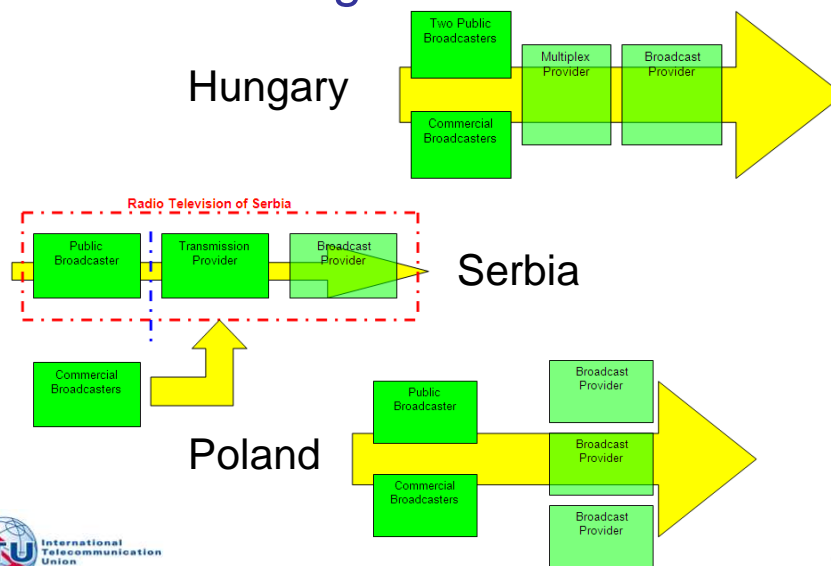 Two Public
Broadcasters
Multiplex
Provider
Broadcast
Provider
Hungary
Commercial
Broadcasters
Radio Television of Serbia
Public
Broadcaster
Transmission
Provider
Broadcast
Provider
Serbia
Commercial
Broadcasters
Public
Broadcaster
Broadcast
Provider
Poland
Broadcast
Provider
Commercial
Broadcasters
Broadcast
Provider
International
Telecommunication
Union